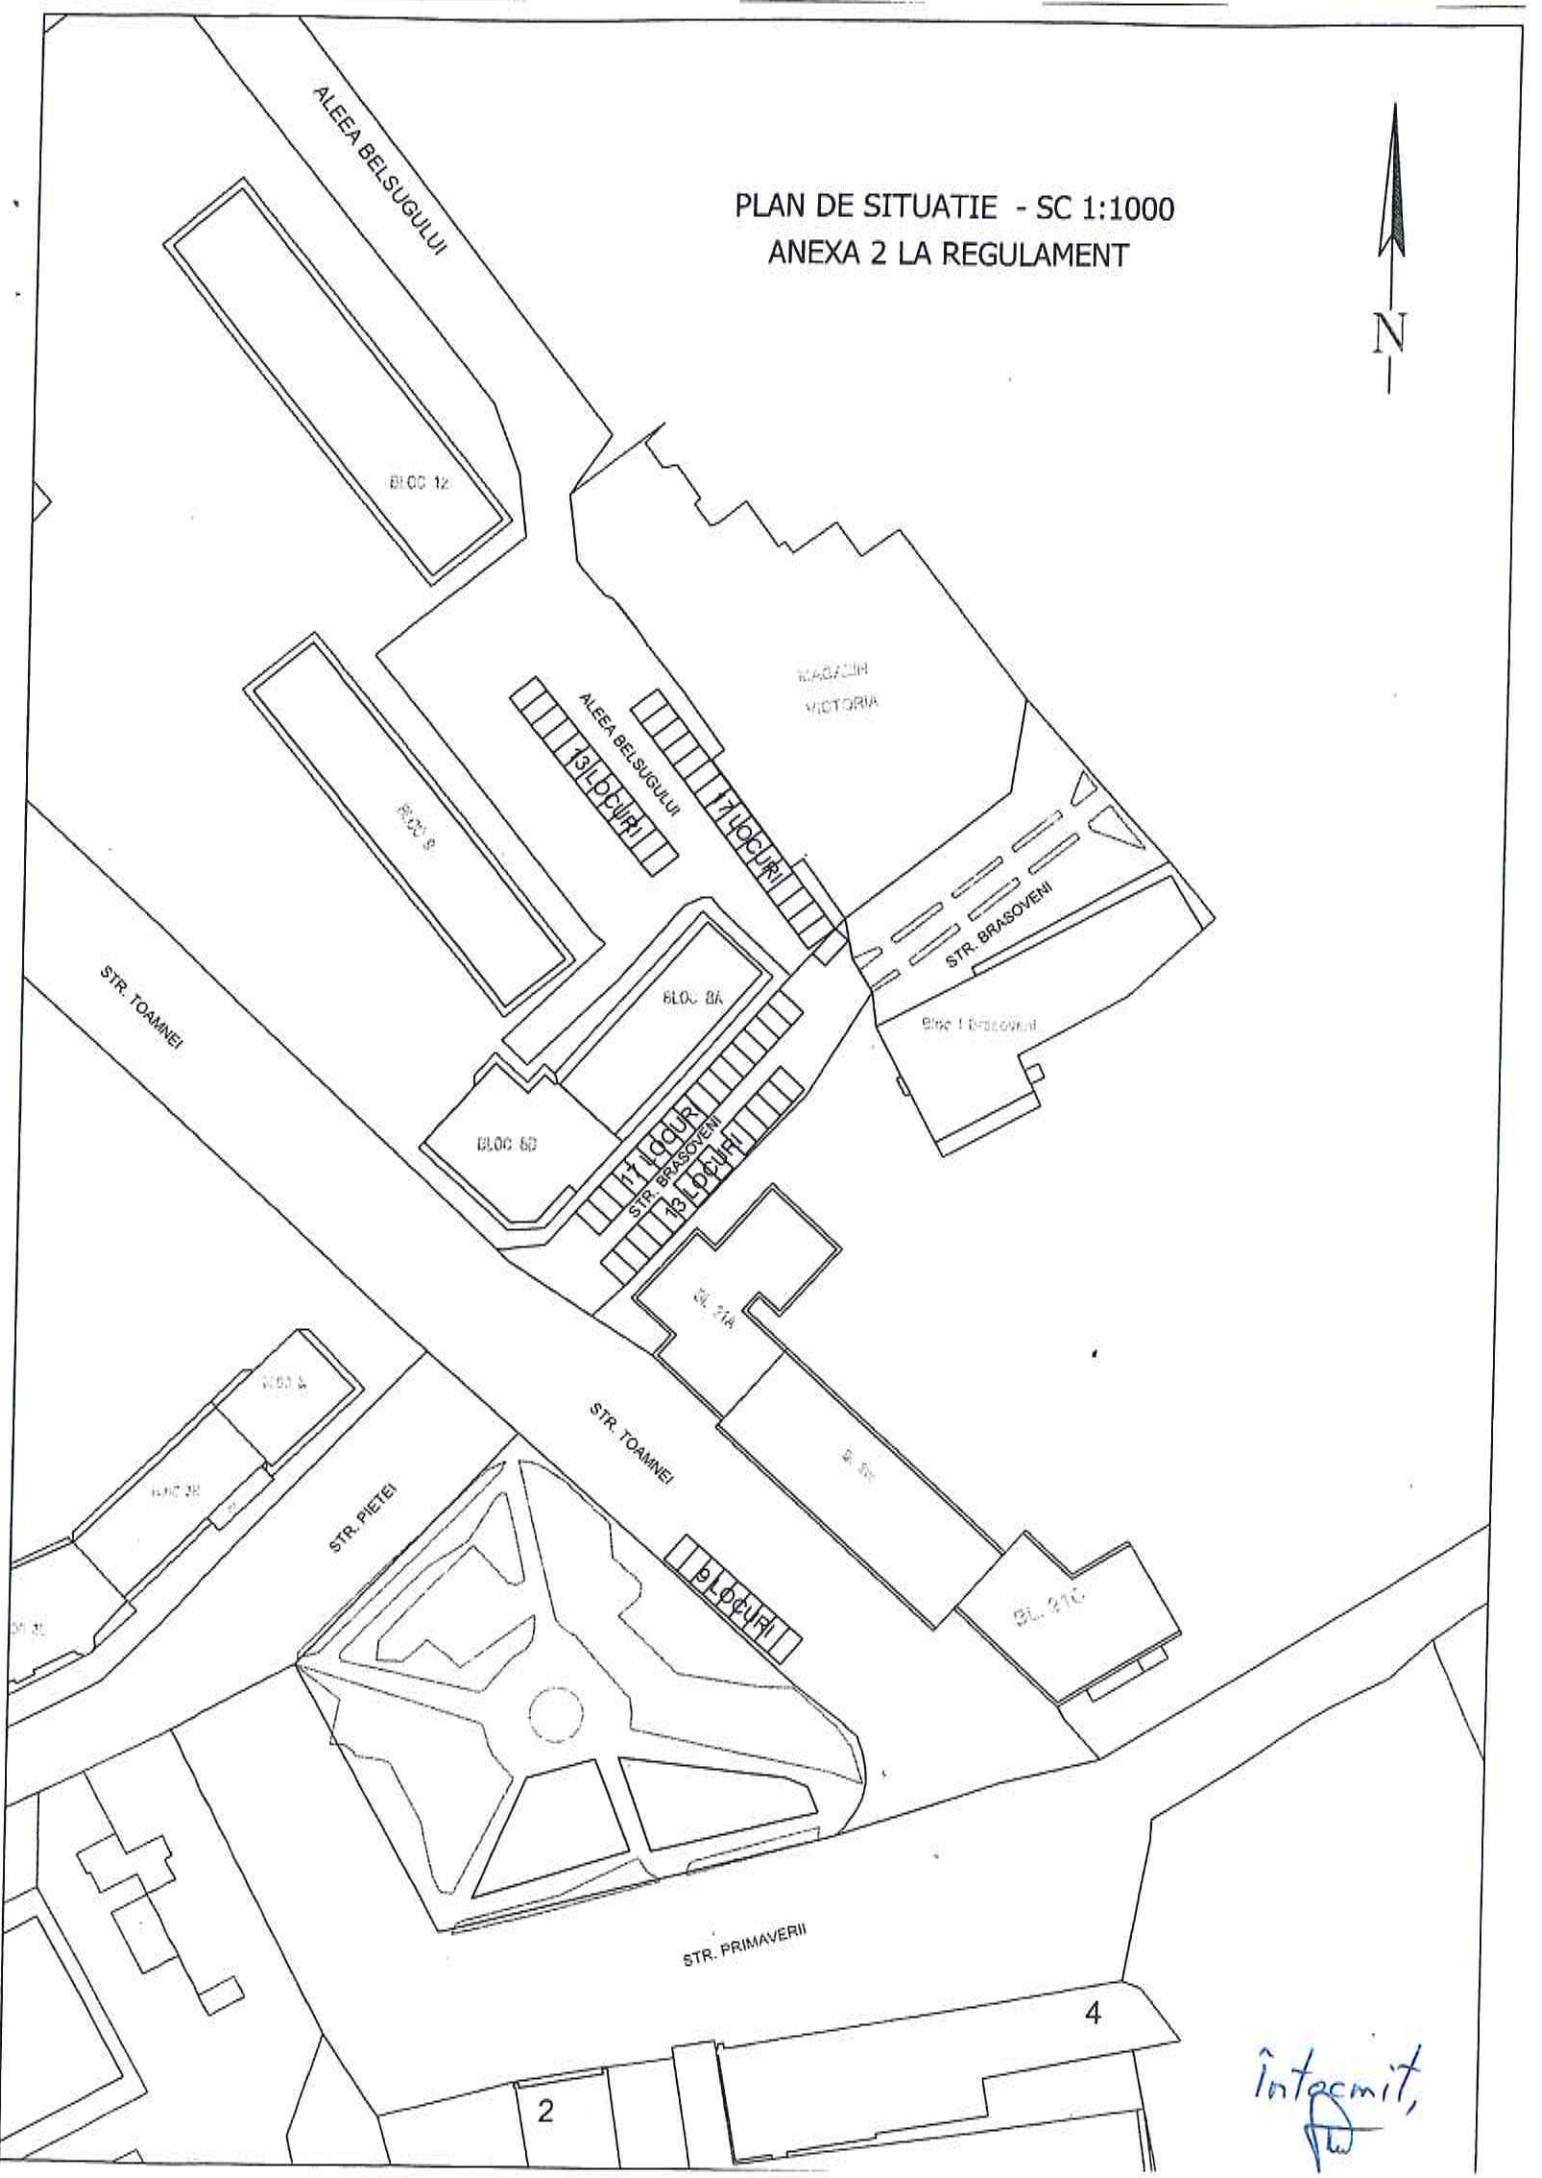 ALEEA BELSUGULUI
PLAN DE SITUATIE - SC 1:1000
ANEXA 2 LA REGULAMENT
N
BLOC 12
MAGAZIN
VICTORIA
ALEEA BELSUGULUI
13 LOCURI
17 LOCURI
BLOC 9
STR. BRASOVENI
STR. TOAMNEI
BLOC 8A
Bloc 1 Brasoveni
17 LOCURI
STR. BRASOVENI
13 LOCURI
BL. 21A
STR. TOAMNEI
STR. PIETEI
9 LOCURI
BL. 21C
STR. PRIMAVERII
4
2
Întocmit,